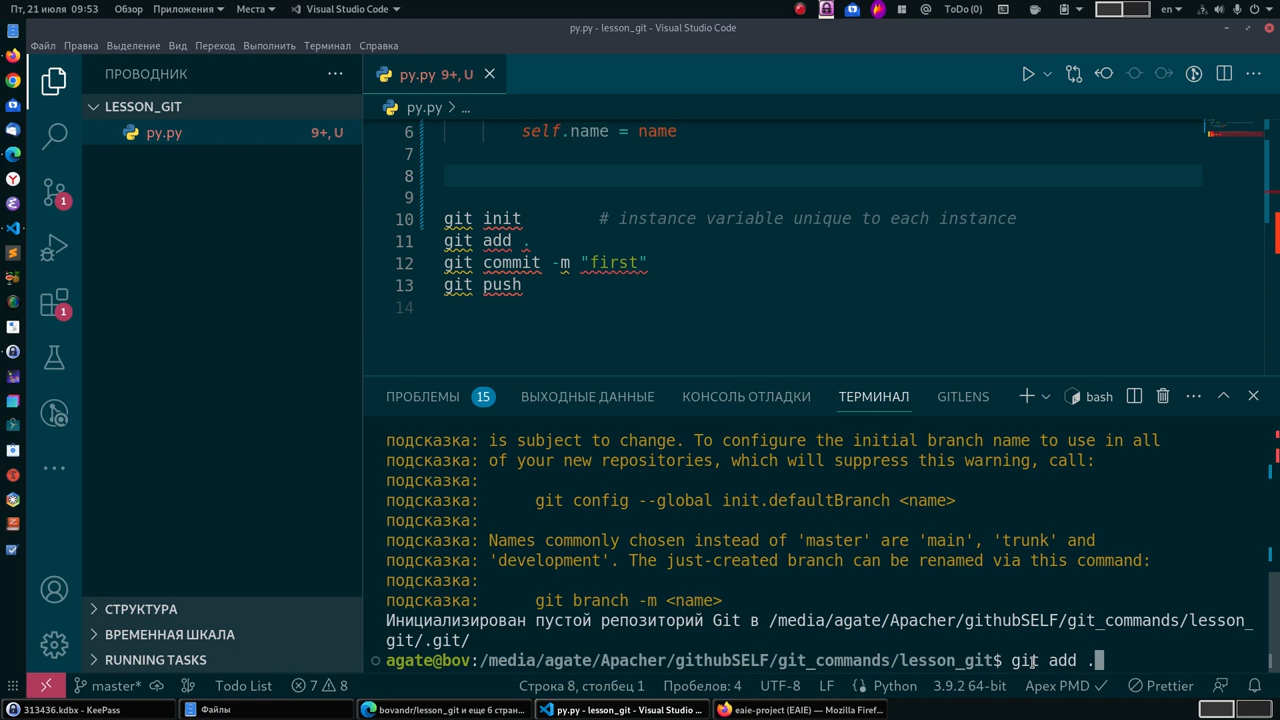 Пт, 21 июля 09:53
Обзор
Приложения
Места
Visual Studio Code
ToDo (0)
en
py.py - lesson_git - Visual Studio Code
Файл Правка Выделение Вид Переход Выполнить Терминал Справка
ПРОВОДНИК
py.py 9+, U
LESSON_GIT
py.py > ...
py.py 9+, U
6 self.name = name
7
8
9
10 git init # instance variable unique to each instance
11 git add .
12 git commit -m "first"
13 git push
14
1
1
ПРОБЛЕМЫ 15 ВЫХОДНЫЕ ДАННЫЕ КОНСОЛЬ ОТЛАДКИ ТЕРМИНАЛ GITLENS bash
подсказка: is subject to change. To configure the initial branch name to use in all
подсказка: of your new repositories, which will suppress this warning, call:
подсказка:
подсказка: git config --global init.defaultBranch <name>
подсказка:
подсказка: Names commonly chosen instead of 'master' are 'main', 'trunk' and
подсказка: 'development'. The just-created branch can be renamed via this command:
подсказка:
подсказка: git branch -m <name>
Инициализирован пустой репозиторий Git в /media/agate/Apacher/githubSELF/git_commands/lesson_
git/.git/
agate@bov:/media/agate/Apacher/githubSELF/git_commands/lesson_git$ git add .
СТРУКТУРА
ВРЕМЕННАЯ ШКАЛА
RUNNING TASKS
master* Todo List 7 8 Строка 8, столбец 1 Пробелов: 4 UTF-8 LF Python 3.9.2 64-bit Apex PMD Prettier
313436.kdbx - KeePass
Файлы
bovandr/lesson_git и еще 6 стран...
py.py - lesson_git - Visual Studio ...
eaie-project (EAIE) — Mozilla Firef...